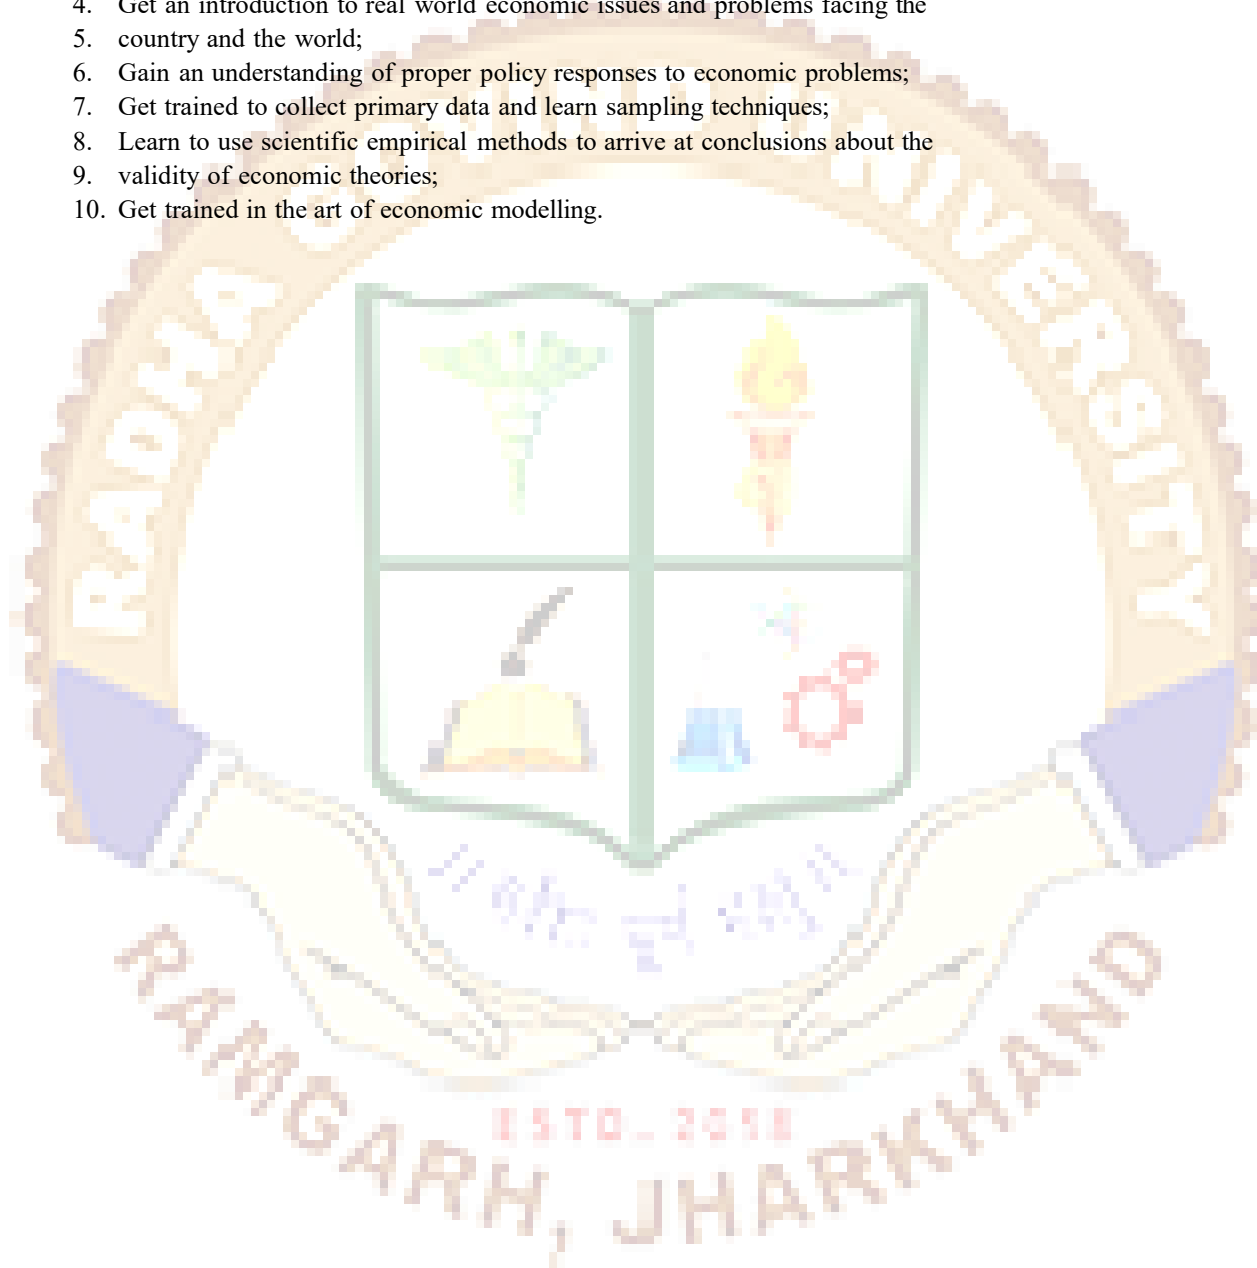 4. Get an introduction to real world economic issues and problems facing the
5. country and the world;
6. Gain an understanding of proper policy responses to economic problems;
7. Get trained to collect primary data and learn sampling techniques;
8. Learn to use scientific empirical methods to arrive at conclusions about the
9. validity of economic theories;
10. Get trained in the art of economic modelling.
RADHA GOVIND UNIVERSITY
ESTD_2018
RAMGARH, JHARKHAND